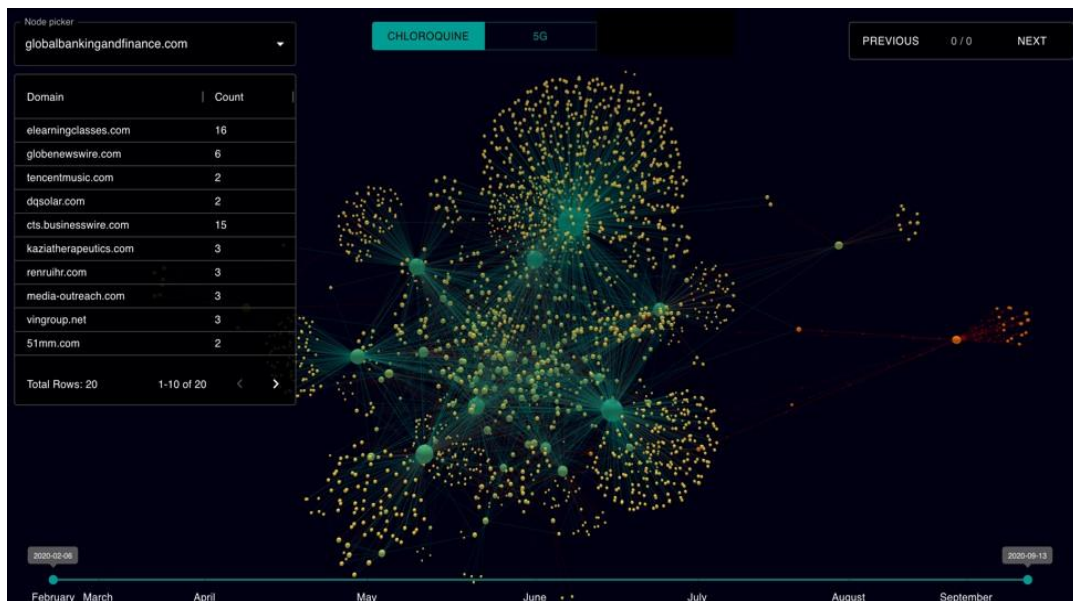 Node picker
globalbankingandfinance.com
CHLOROQUINE
5G
PREVIOUS 0 / 0 NEXT
Domain Count
elearningclasses.com 16
globenewswire.com 6
tencentmusic.com 2
dqsolar.com 2
cts.businesswire.com 15
kaziatherapeutics.com 3
renruihr.com 3
media-outreach.com 3
vingroup.net 3
51mm.com 2
Total Rows: 20 1-10 of 20
2020-02-06 2020-09-13
February March April May June July August September